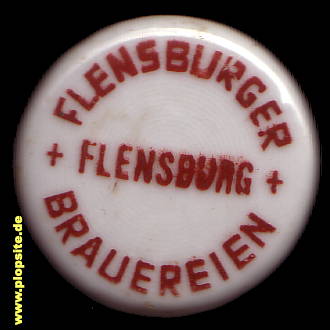 FLENSBURGER
+ FLENSBURG +
BRAUEREIEN
www.plopsite.de